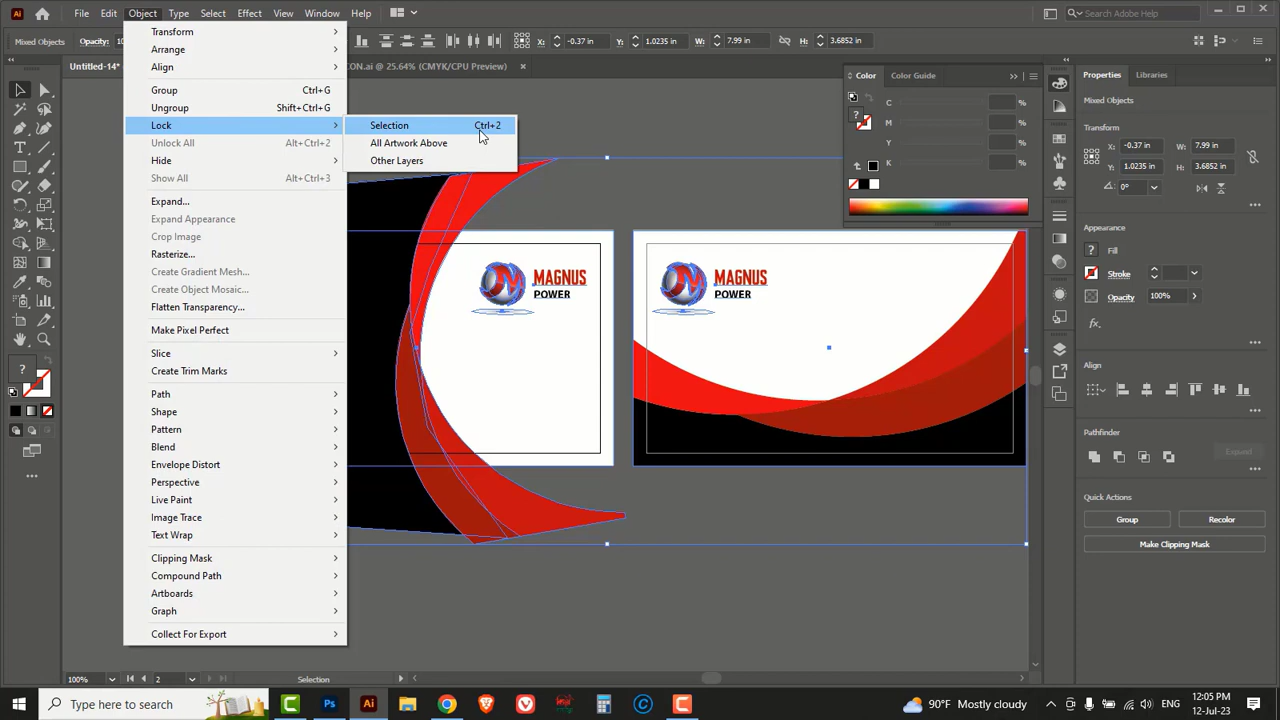 Ai File Edit Object Type Select Effect View Window Help
Search Adobe Help
Mixed Objects Opacity: 10 X: -0.37 in Y: 1.0235 in W: 7.99 in H: 3.6852 in
Untitled-14* CON.ai @ 25.64% (CMYK/CPU Preview)
Transform
Arrange
Align
Group Ctrl+G
Ungroup Shift+Ctrl+G
Lock
Unlock All Alt+Ctrl+2
Hide
Show All Alt+Ctrl+3
Expand...
Expand Appearance
Crop Image
Rasterize...
Create Gradient Mesh...
Create Object Mosaic...
Flatten Transparency...
Make Pixel Perfect
Slice
Create Trim Marks
Path
Shape
Pattern
Blend
Envelope Distort
Perspective
Live Paint
Image Trace
Text Wrap
Clipping Mask
Compound Path
Artboards
Graph
Collect For Export
Selection Ctrl+2
All Artwork Above
Other Layers
MAGNUS
POWER
MAGNUS
POWER
Color Color Guide
C %
M %
Y %
K %
Properties Libraries
Mixed Objects
Transform
X: -0.37 in W: 7.99 in
Y: 1.0235 in H: 3.6852 in
0°
Appearance
? Fill
Stroke
Opacity 100%
fx.
Align
Pathfinder
Expand
Quick Actions
Group Recolor
Make Clipping Mask
100% 2 Selection
Type here to search
Ps Ai
90°F Mostly cloudy ENG
12:05 PM
12-Jul-23